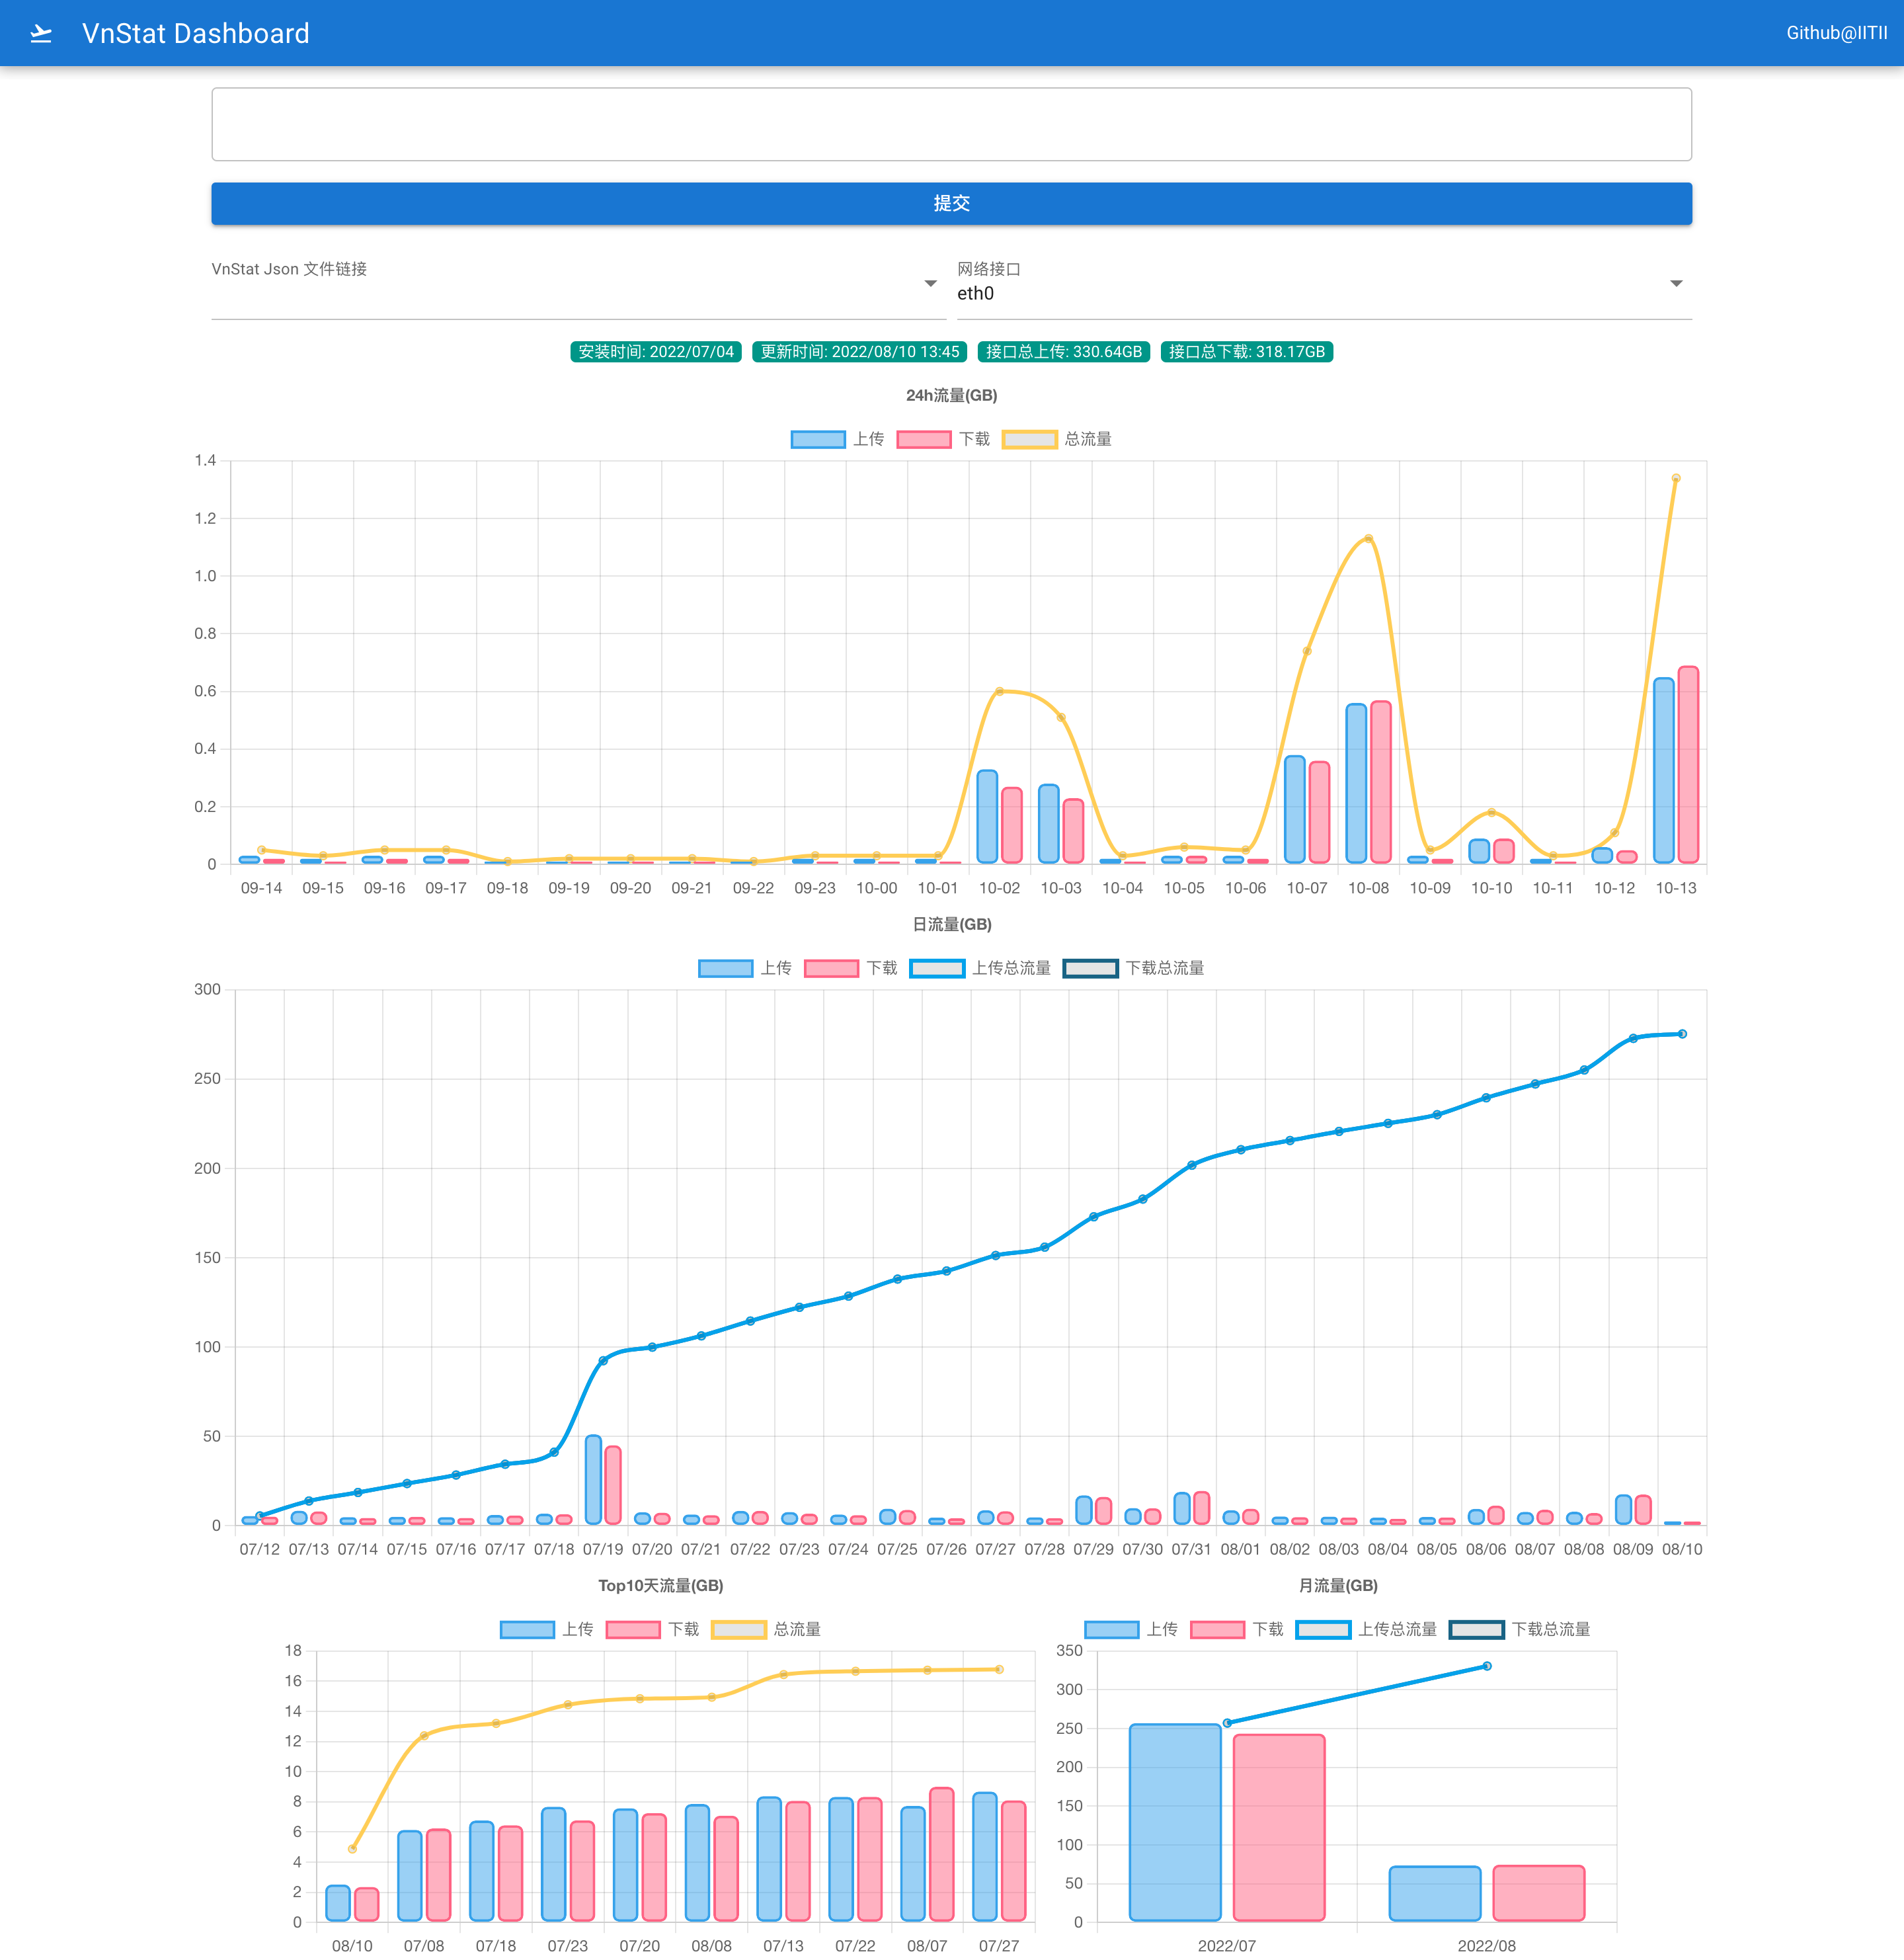 VnStat Dashboard
Github@IITII
提交
VnStat Json 文件链接
网络接口
eth0
安装时间: 2022/07/04 更新时间: 2022/08/10 13:45 接口总上传: 330.64GB 接口总下载: 318.17GB
24h流量(GB)
上传 下载 总流量
1.4
1.2
1.0
0.8
0.6
0.4
0.2
0
09-14 09-15 09-16 09-17 09-18 09-19 09-20 09-21 09-22 09-23 10-00 10-01 10-02 10-03 10-04 10-05 10-06 10-07 10-08 10-09 10-10 10-11 10-12 10-13
日流量(GB)
上传 下载 上传总流量 下载总流量
300
250
200
150
100
50
0
07/12 07/13 07/14 07/15 07/16 07/17 07/18 07/19 07/20 07/21 07/22 07/23 07/24 07/25 07/26 07/27 07/28 07/29 07/30 07/31 08/01 08/02 08/03 08/04 08/05 08/06 08/07 08/08 08/09 08/10
Top10天流量(GB)
上传 下载 总流量
18
16
14
12
10
8
6
4
2
0
08/10 07/08 07/18 07/23 07/20 08/08 07/13 07/22 08/07 07/27
月流量(GB)
上传 下载 上传总流量 下载总流量
350
300
250
200
150
100
50
0
2022/07 2022/08